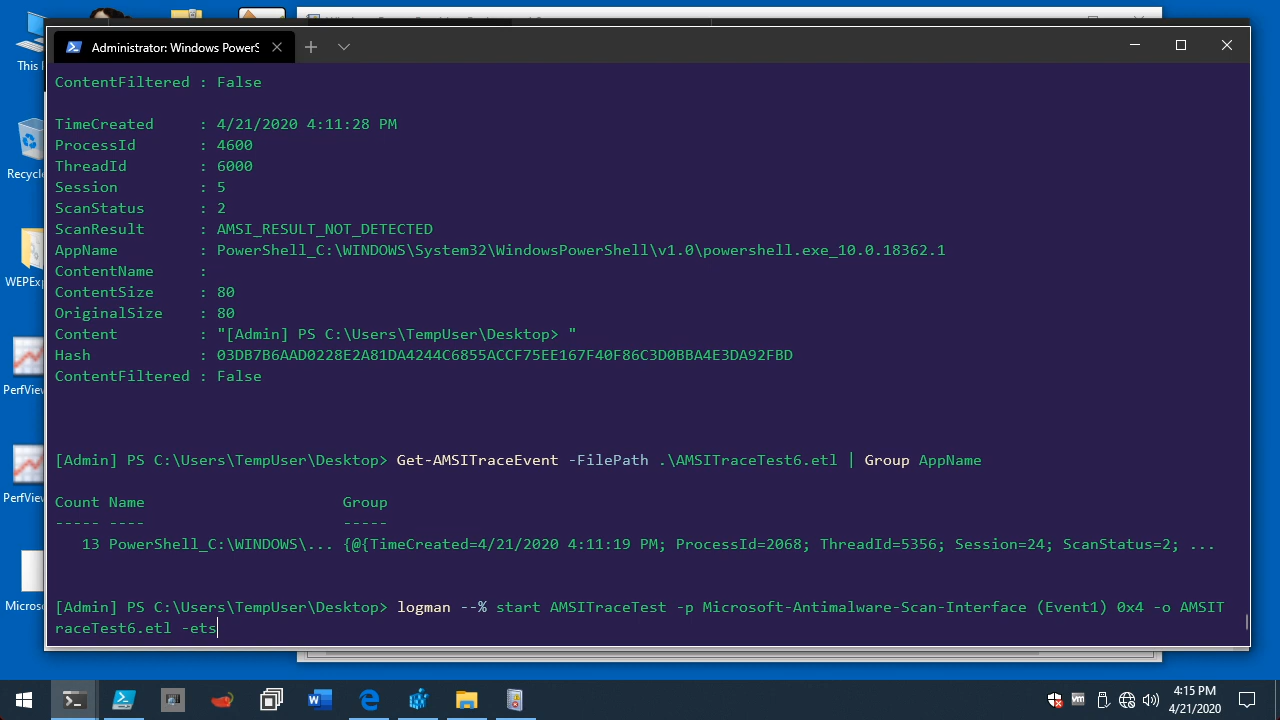 This
Recycle
WEPExp
PerfView
PerfView
Microso
Administrator: Windows PowerS
ContentFiltered : False
TimeCreated : 4/21/2020 4:11:28 PM
ProcessId : 4600
ThreadId : 6000
Session : 5
ScanStatus : 2
ScanResult : AMSI_RESULT_NOT_DETECTED
AppName : PowerShell_C:\WINDOWS\System32\WindowsPowerShell\v1.0\powershell.exe_10.0.18362.1
ContentName :
ContentSize : 80
OriginalSize : 80
Content : "[Admin] PS C:\Users\TempUser\Desktop> "
Hash : 03DB7B6AAD0228E2A81DA4244C6855ACCF75EE167F40F86C3D0BBA4E3DA92FBD
ContentFiltered : False
[Admin] PS C:\Users\TempUser\Desktop> Get-AMSITraceEvent -FilePath .\AMSITraceTest6.etl | Group AppName
Count Name Group
----- ---- -----
13 PowerShell_C:\WINDOWS\... {@{TimeCreated=4/21/2020 4:11:19 PM; ProcessId=2068; ThreadId=5356; Session=24; ScanStatus=2; ...
[Admin] PS C:\Users\TempUser\Desktop> logman --% start AMSITraceTest -p Microsoft-Antimalware-Scan-Interface (Event1) 0x4 -o AMSIT
raceTest6.etl -ets
4:15 PM
4/21/2020